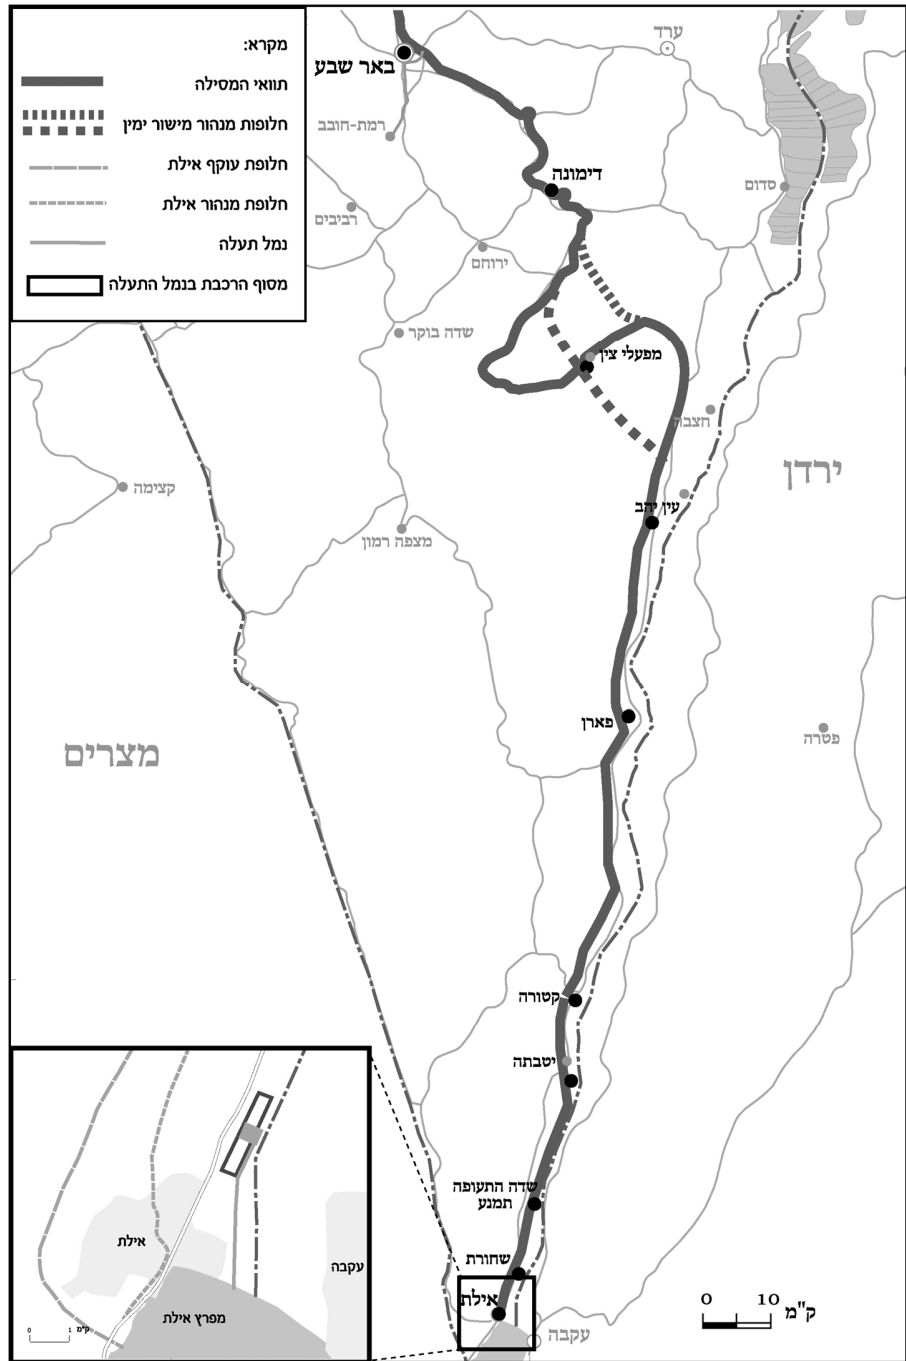 מקרא:
תוואי המסילה
חלופות מנהור מישור ימין
חלופת עוקף אילת
חלופת מנהור אילת
נמל תעלה
מסוף הרכבת בנמל התעלה
ערד
באר שבע
רמת-חובב
דימונה
סדום
רביבים
ירוחם
שדה בוקר
מפעלי צין
חצבה
ירדן
קצימה
עין יהב
מצפה רמון
פארן
פטרה
מצרים
קטורה
יטבתה
שדה התעופה
תמנע
שחורת
אילת
עקבה
0 10 ק"מ
אילת
עקבה
מפרץ אילת
0 1 ק"מ